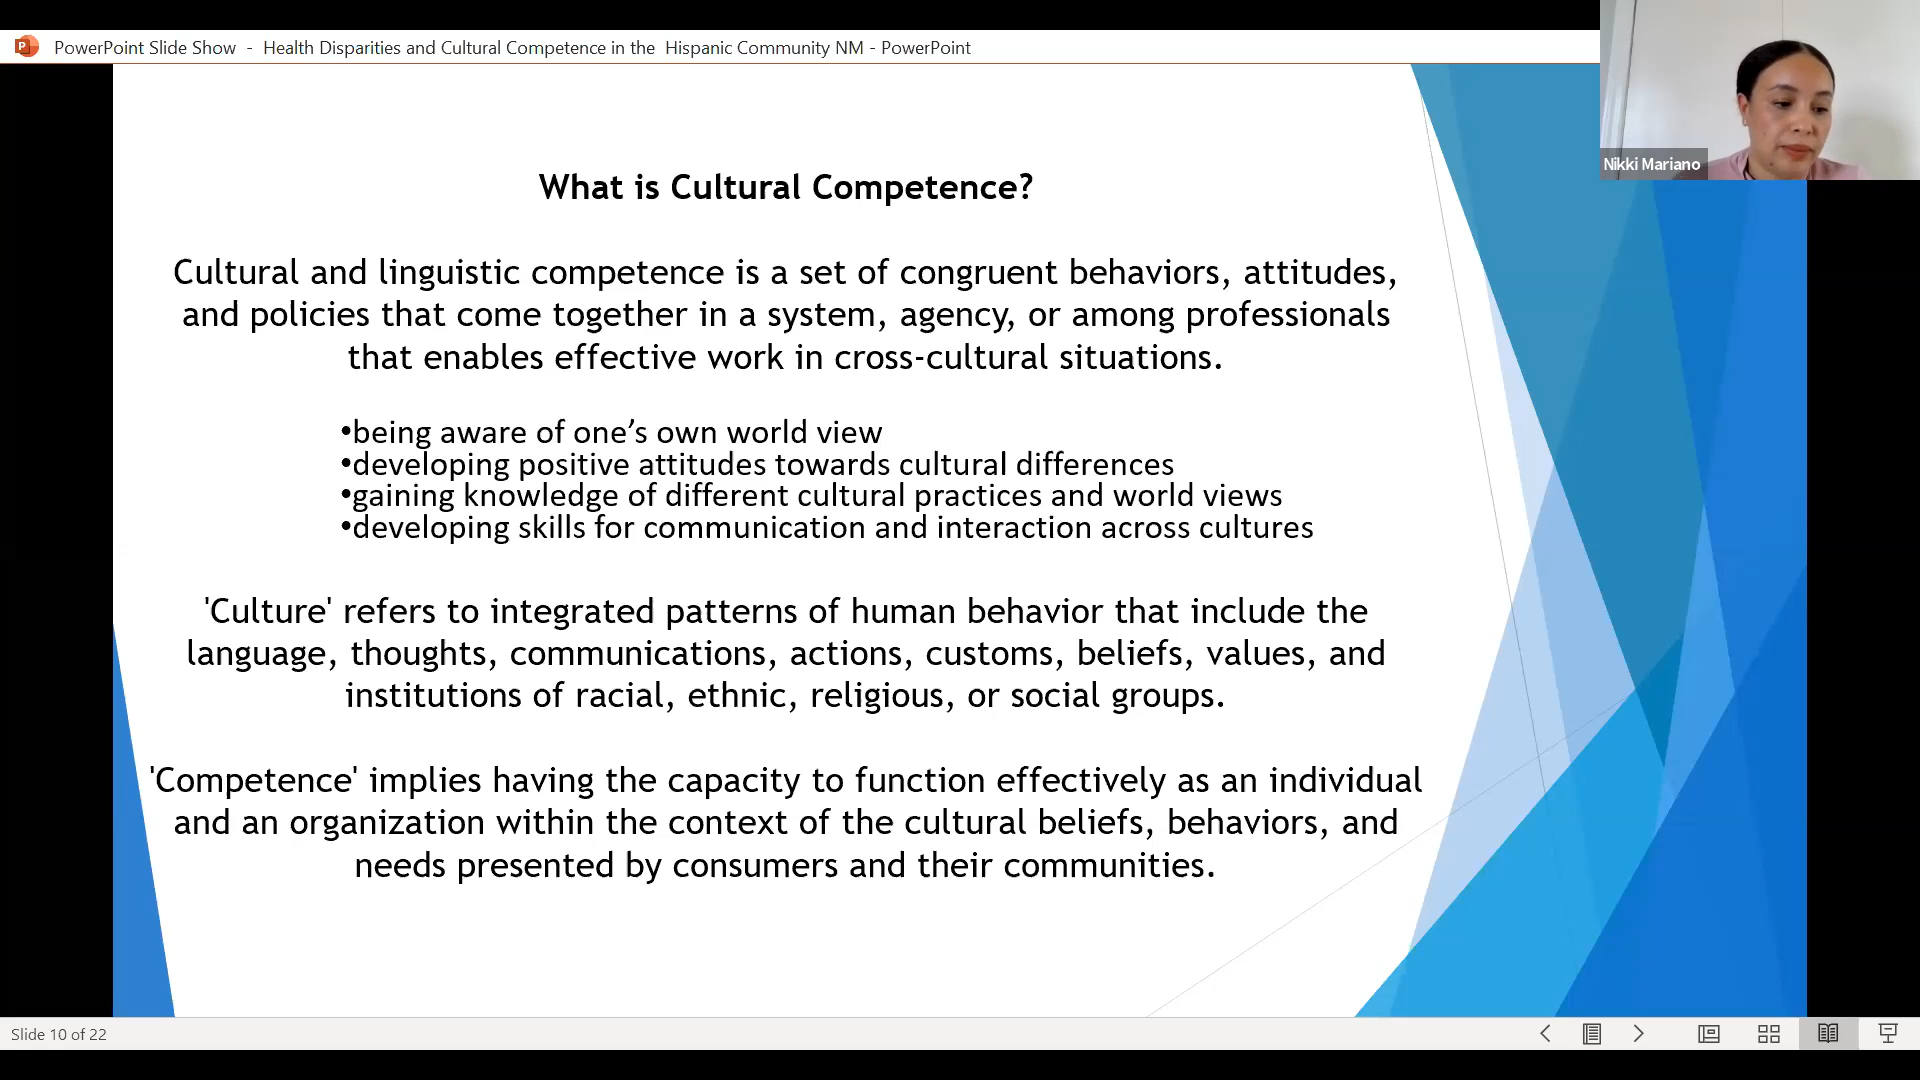 PowerPoint Slide Show - Health Disparities and Cultural Competence in the Hispanic Community NM - PowerPoint
Nikki Mariano
What is Cultural Competence?
Cultural and linguistic competence is a set of congruent behaviors, attitudes,
and policies that come together in a system, agency, or among professionals
that enables effective work in cross-cultural situations.
•being aware of one’s own world view
•developing positive attitudes towards cultural differences
•gaining knowledge of different cultural practices and world views
•developing skills for communication and interaction across cultures
'Culture' refers to integrated patterns of human behavior that include the
language, thoughts, communications, actions, customs, beliefs, values, and
institutions of racial, ethnic, religious, or social groups.
'Competence' implies having the capacity to function effectively as an individual
and an organization within the context of the cultural beliefs, behaviors, and
needs presented by consumers and their communities.
Slide 10 of 22